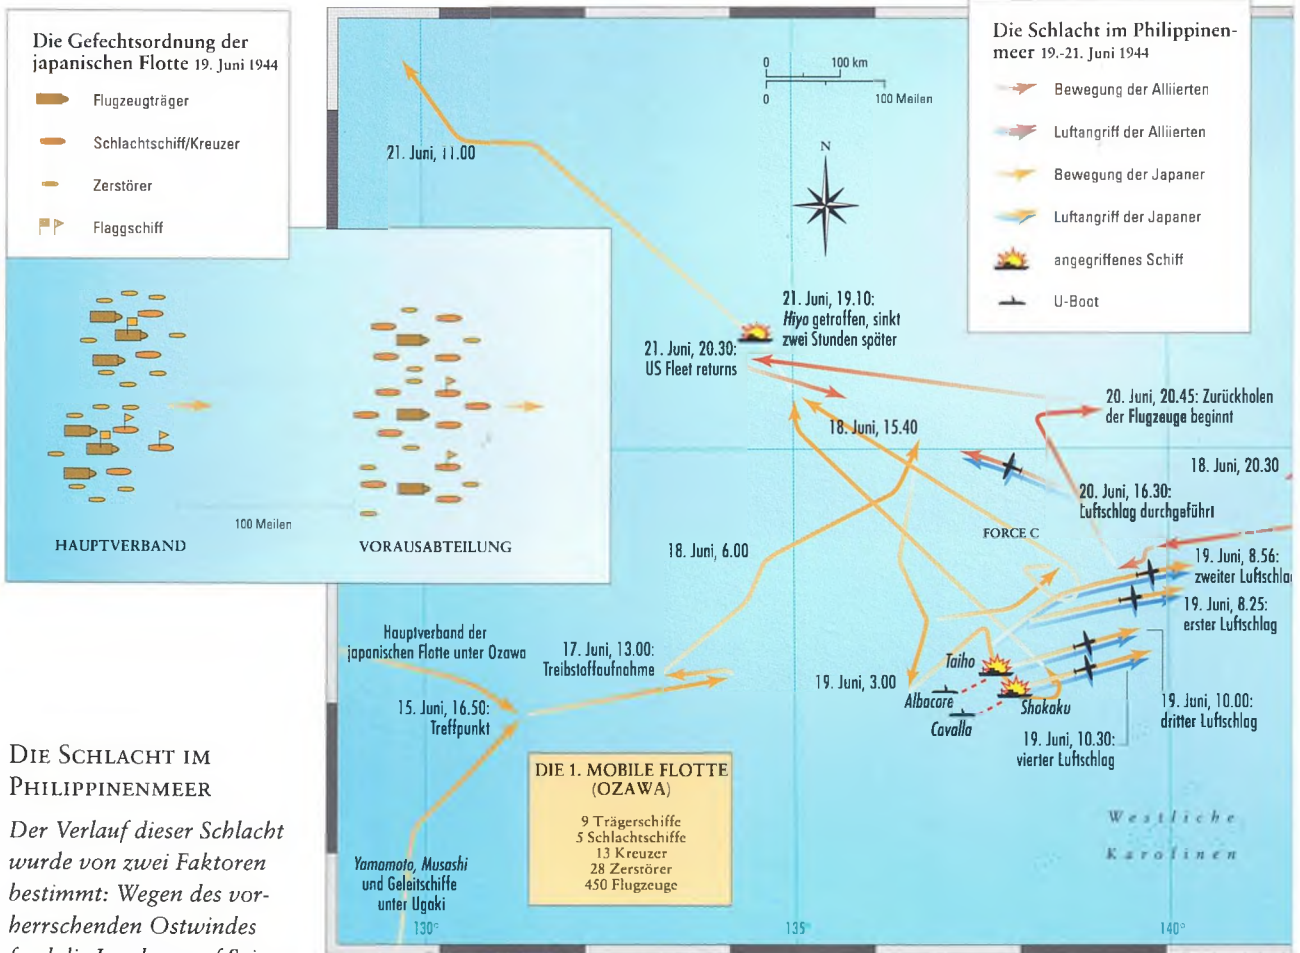 Die Gefechtsordnung der
japanischen Flotte 19. Juni 1944
Flugzeugträger
Schlachtschiff/Kreuzer
Zerstörer
Flaggschiff
100 Meilen
HAUPTVERBAND
VORAUSABTEILUNG
Die Schlacht im Philippinen-
meer 19.-21. Juni 1944
Bewegung der Alliierten
Luftangriff der Alliierten
Bewegung der Japaner
Luftangriff der Japaner
angegriffenes Schiff
U-Boot
0 100 km
0 100 Meilen
N
21. Juni, 11.00
21. Juni, 19.10:
Hiyo getroffen, sinkt
zwei Stunden später
21. Juni, 20.30:
US Fleet returns
20. Juni, 20.45: Zurückholen
der Flugzeuge beginnt
18. Juni, 15.40
18. Juni, 20.30
20. Juni, 16.30:
Luftschlag durchgeführt
FORCE C
18. Juni, 6.00
19. Juni, 8.56:
zweiter Luftschla
19. Juni, 8.25:
erster Luftschlag
Hauptverband der
japanischen Flotte unter Ozawa
17. Juni, 13.00:
Treibstoffaufnahme
19. Juni, 3.00
Taiho
Albacore
Cavalla
Shokaku
15. Juni, 16.50:
Treffpunkt
19. Juni, 10.00:
dritter Luftschlag
19. Juni, 10.30:
vierter Luftschlag
DIE 1. MOBILE FLOTTE
(OZAWA)
9 Trägerschiffe
5 Schlachtschiffe
13 Kreuzer
28 Zerstörer
450 Flugzeuge
Westliche
Karolinen
Yamamoto, Musashi
und Geleitschiffe
unter Ugaki
130°
135°
140°
DIE SCHLACHT IM
PHILIPPINENMEER
Der Verlauf dieser Schlacht
wurde von zwei Faktoren
bestimmt: Wegen des vor-
herrschenden Ostwindes